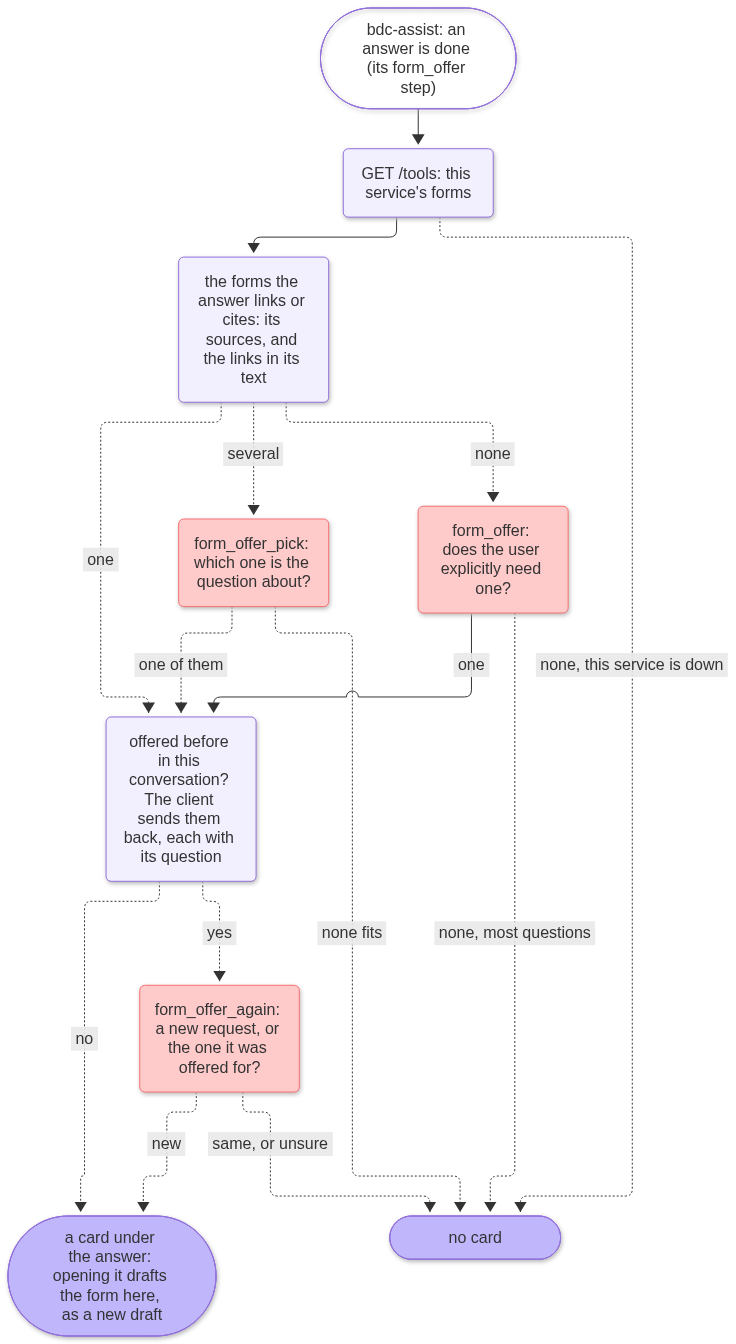 bdc-assist: an
answer is done
(its form_offer
step)
GET /tools: this
service's forms
the forms the
answer links or
cites: its
sources, and
the links in its
text
several
none
form_offer_pick:
which one is the
question about?
form_offer:
does the user
explicitly need
one?
one
one of them
one
none, this service is down
offered before
in this
conversation?
The client
sends them
back, each with
its question
yes
none fits
none, most questions
form_offer_again:
a new request, or
the one it was
offered for?
no
new
same, or unsure
a card under
the answer:
opening it drafts
the form here,
as a new draft
no card